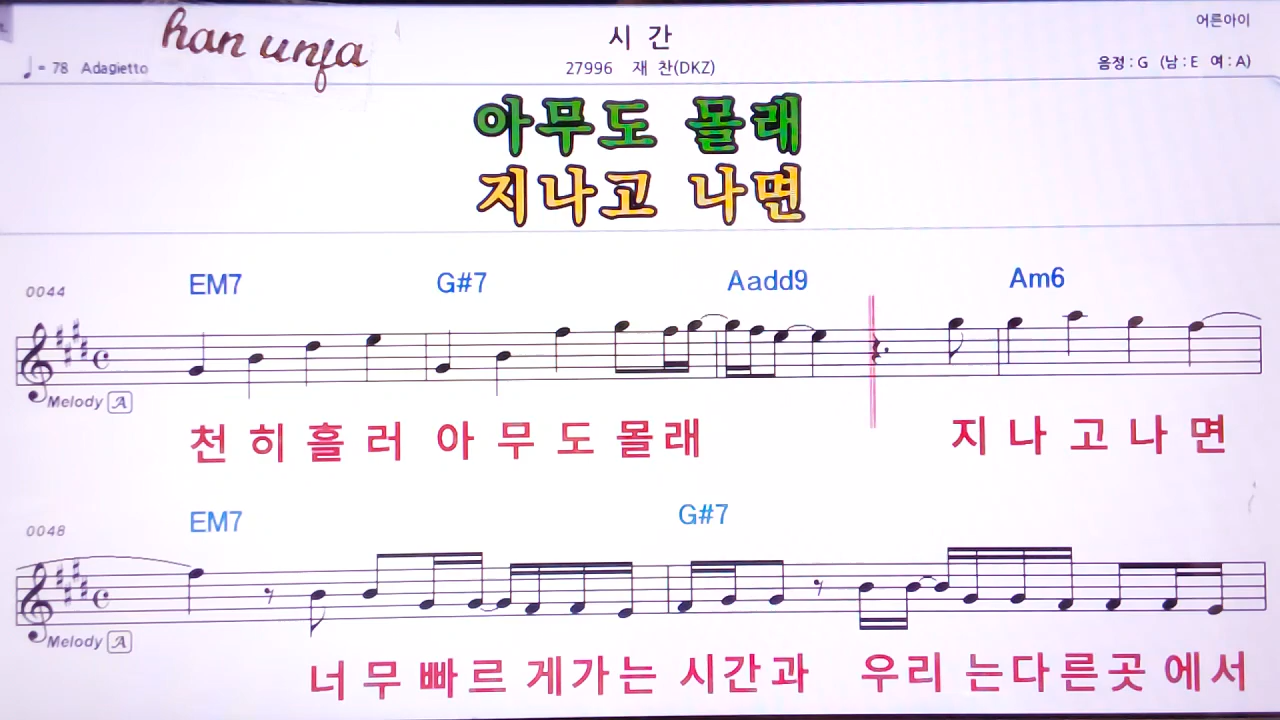 han unfa
시 간
어른아이
♩= 78 Adagietto
27996 재 찬(DKZ)
음정 : G (남 : E 여 : A)
아무도 몰래
지나고 나면
0044
EM7 G#7 Aadd9 Am6
Melody A
천 히 흘 러 아 무 도 몰 래 지 나 고 나 면
0048
EM7 G#7
Melody A
너 무 빠 르 게가는 시간과 우리 는다른곳 에서